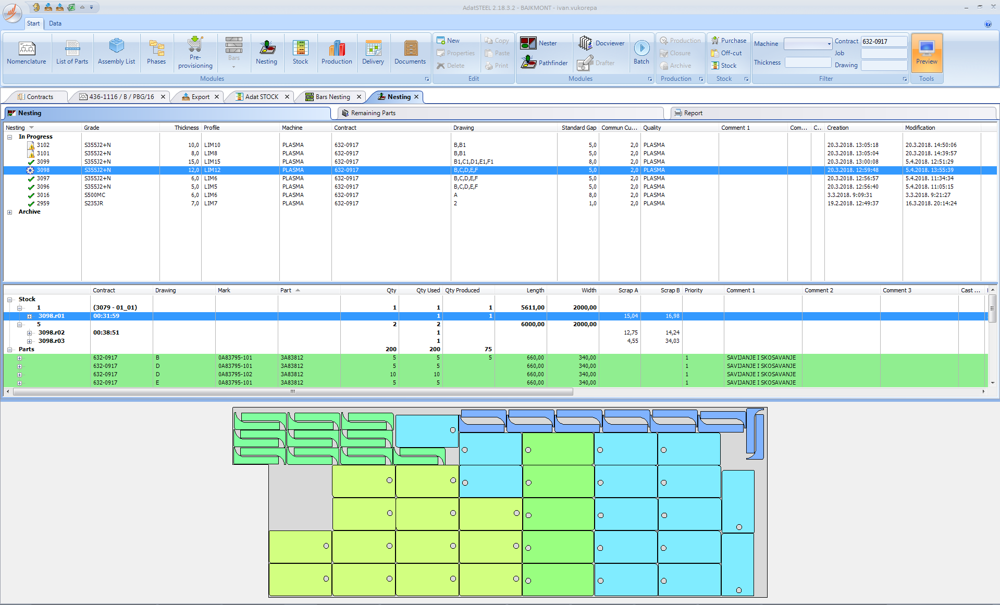 AdatSTEEL 2.18.3.2 - BAJKMONT - ivan.vukorepa
Start Data
Nomenclature List of Parts Assembly List Phases Pre-provisioning Bars Nesting Stock Production Delivery Documents
Modules
New Copy
Properties Paste
Delete Print
Edit
Nester Docviewer
Pathfinder Drafter
Batch
Modules
Production
Closure
Archive
Production
Purchase
Off-cut
Stock
Stock
Machine Contract 632-0917
Job
Thickness Drawing
Filter
Preview
Tools
Contracts 436-1116 / B / PBG/16 Export Adat STOCK Bars Nesting Nesting
Nesting Remaining Parts Report
Nesting Grade Thickness Profile Machine Contract Drawing Standard Gap Commun Cu... Quality Comment 1 Com... C... Creation Modification
In Progress
3102 S355J2+N 10,0 LIM10 PLASMA 632-0917 B,B1 5,0 2,0 PLASMA 20.3.2018. 13:05:18 20.3.2018. 14:50:06
3101 S355J2+N 8,0 LIM8 PLASMA 632-0917 B,B1 5,0 2,0 PLASMA 20.3.2018. 13:05:04 20.3.2018. 14:39:57
3099 S355J2+N 15,0 LIM15 PLASMA 632-0917 B1,C1,D1,E1,F1 8,0 2,0 PLASMA 20.3.2018. 13:00:08 5.4.2018. 12:51:29
3098 S355J2+N 12,0 LIM12 PLASMA 632-0917 B,C,D,E,F 5,0 2,0 PLASMA 20.3.2018. 12:59:48 5.4.2018. 13:55:39
3097 S355J2+N 6,0 LIM6 PLASMA 632-0917 B,C,D,E,F 5,0 2,0 PLASMA 20.3.2018. 12:56:57 5.4.2018. 11:34:34
3096 S355J2+N 5,0 LIM5 PLASMA 632-0917 B,C,D,E,F 5,0 2,0 PLASMA 20.3.2018. 12:56:40 5.4.2018. 11:05:15
3016 S500MC 6,0 LIM6 PLASMA 632-0917 A 8,0 2,0 PLASMA 3.3.2018. 9:09:31 3.3.2018. 9:21:27
2959 S235JR 7,0 LIM7 PLASMA 632-0917 2 1,0 2,0 PLASMA 19.2.2018. 12:49:37 16.3.2018. 20:14:24
Archive
Contract Drawing Mark Part Qty Qty Used Qty Produced Length Width Scrap A Scrap B Priority Comment 1 Comment 2 Comment 3 Cast ...
Stock
1 (3079 - 01_01) 1 1 1 5611,00 2000,00
3098.r01 00:31:59 1 1 15,04 16,98
5 2 2 6000,00 2000,00
3098.r02 00:38:51 1 12,75 14,24
3098.r03 1 4,55 34,03
Parts 200 200 75
632-0917 B 0A83795-101 3A83812 5 5 5 660,00 340,00 1 SAVIJANJE I SKOSAVANJE
632-0917 D 0A83795-101 3A83812 5 5 660,00 340,00 1 SAVIJANJE I SKOSAVANJE
632-0917 D 0A83795-102 3A83812 10 10 660,00 340,00 1 SAVIJANJE I SKOSAVANJE
632-0917 E 0A83795-101 3A83812 5 5 660,00 340,00 1 SAVIJANJE I SKOSAVANJE